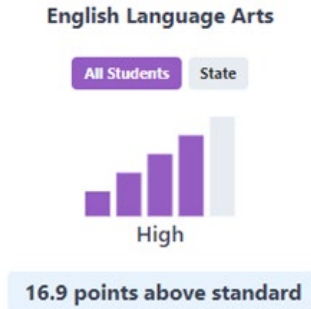 English Language Arts
All Students State
High
16.9 points above standard